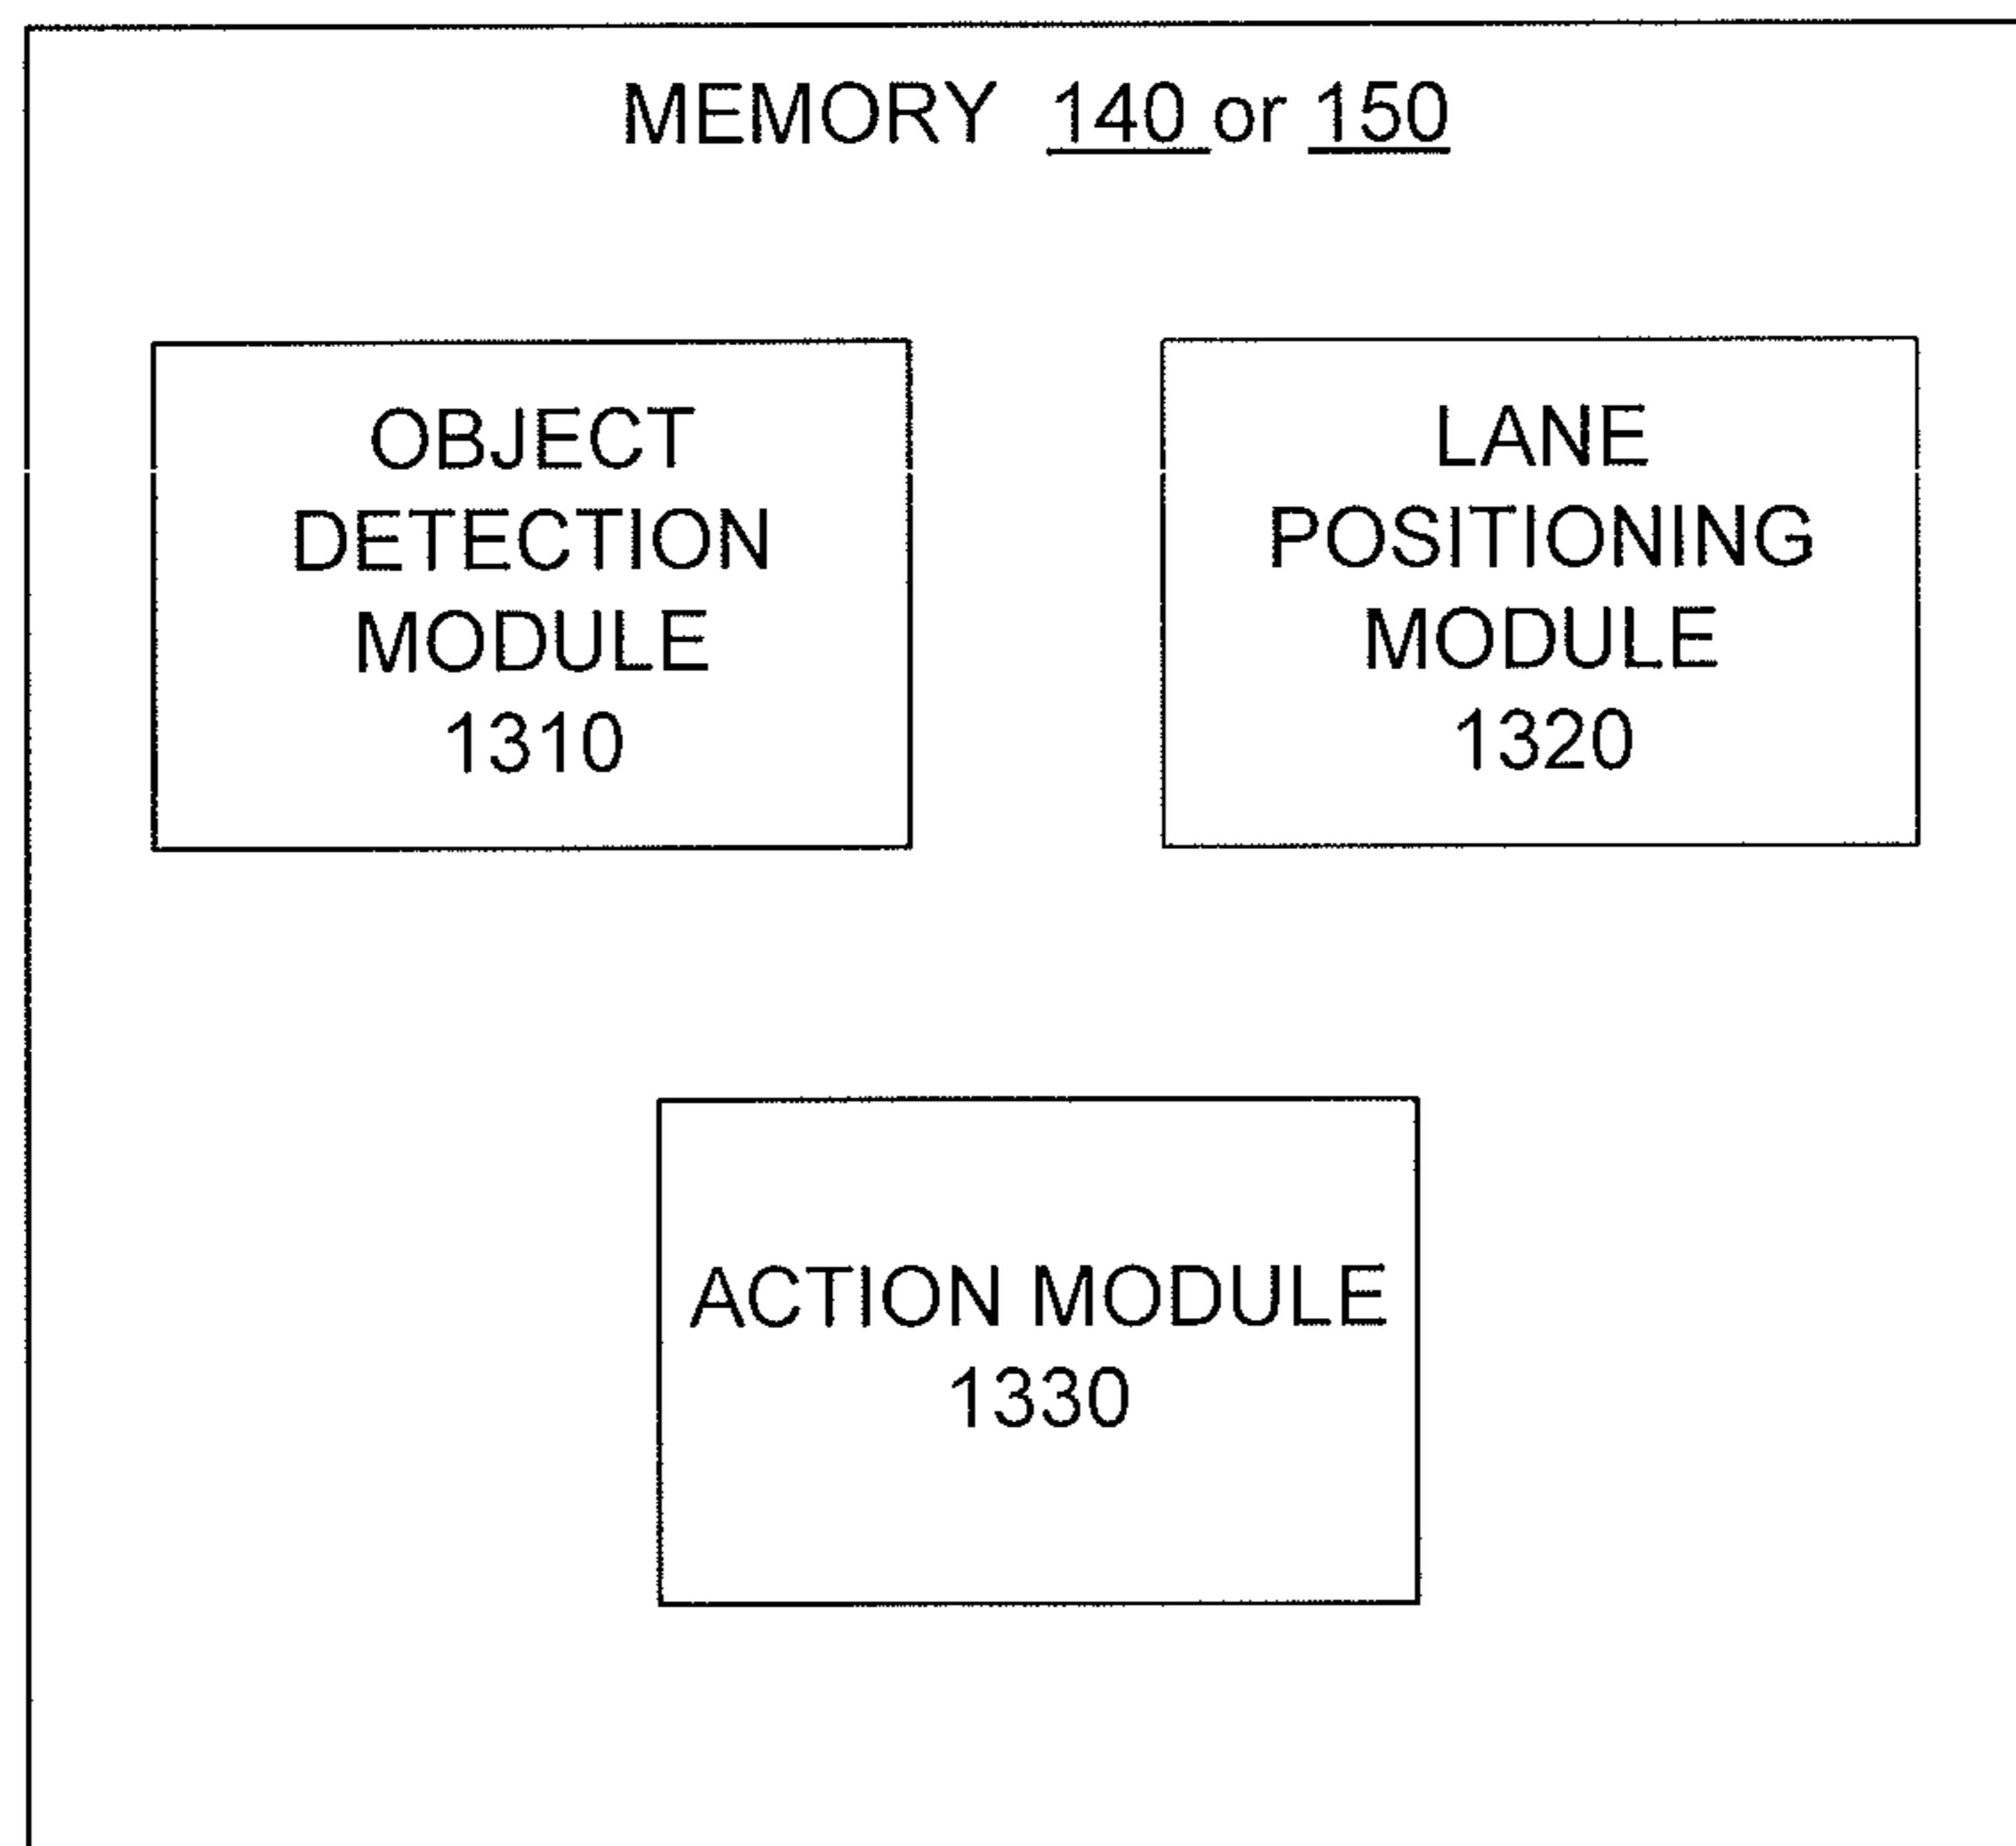 MEMORY 140 or 150
OBJECT
DETECTION
MODULE
1310
LANE
POSITIONING
MODULE
1320
ACTION MODULE
1330